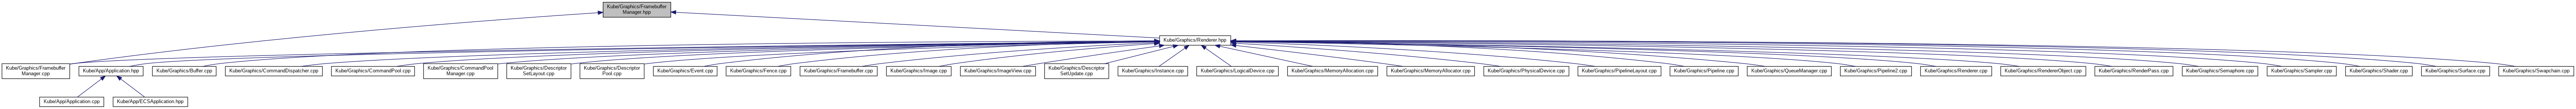 Kube/Graphics/Framebuffer
Manager.hpp
Kube/Graphics/Renderer.hpp
Kube/Graphics/Framebuffer
Manager.cpp
Kube/App/Application.hpp
Kube/Graphics/Buffer.cpp
Kube/Graphics/CommandDispatcher.cpp
Kube/Graphics/CommandPool.cpp
Kube/Graphics/CommandPool
Manager.cpp
Kube/Graphics/Descriptor
SetLayout.cpp
Kube/Graphics/Descriptor
Pool.cpp
Kube/Graphics/Event.cpp
Kube/Graphics/Fence.cpp
Kube/Graphics/Framebuffer.cpp
Kube/Graphics/Image.cpp
Kube/Graphics/ImageView.cpp
Kube/Graphics/Descriptor
SetUpdate.cpp
Kube/Graphics/Instance.cpp
Kube/Graphics/LogicalDevice.cpp
Kube/Graphics/MemoryAllocation.cpp
Kube/Graphics/MemoryAllocator.cpp
Kube/Graphics/PhysicalDevice.cpp
Kube/Graphics/PipelineLayout.cpp
Kube/Graphics/Pipeline.cpp
Kube/Graphics/QueueManager.cpp
Kube/Graphics/Pipeline2.cpp
Kube/Graphics/Renderer.cpp
Kube/Graphics/RendererObject.cpp
Kube/Graphics/RenderPass.cpp
Kube/Graphics/Semaphore.cpp
Kube/Graphics/Sampler.cpp
Kube/Graphics/Shader.cpp
Kube/Graphics/Surface.cpp
Kube/Graphics/Swapchain.cpp
Kube/App/Application.cpp
Kube/App/ECSApplication.hpp